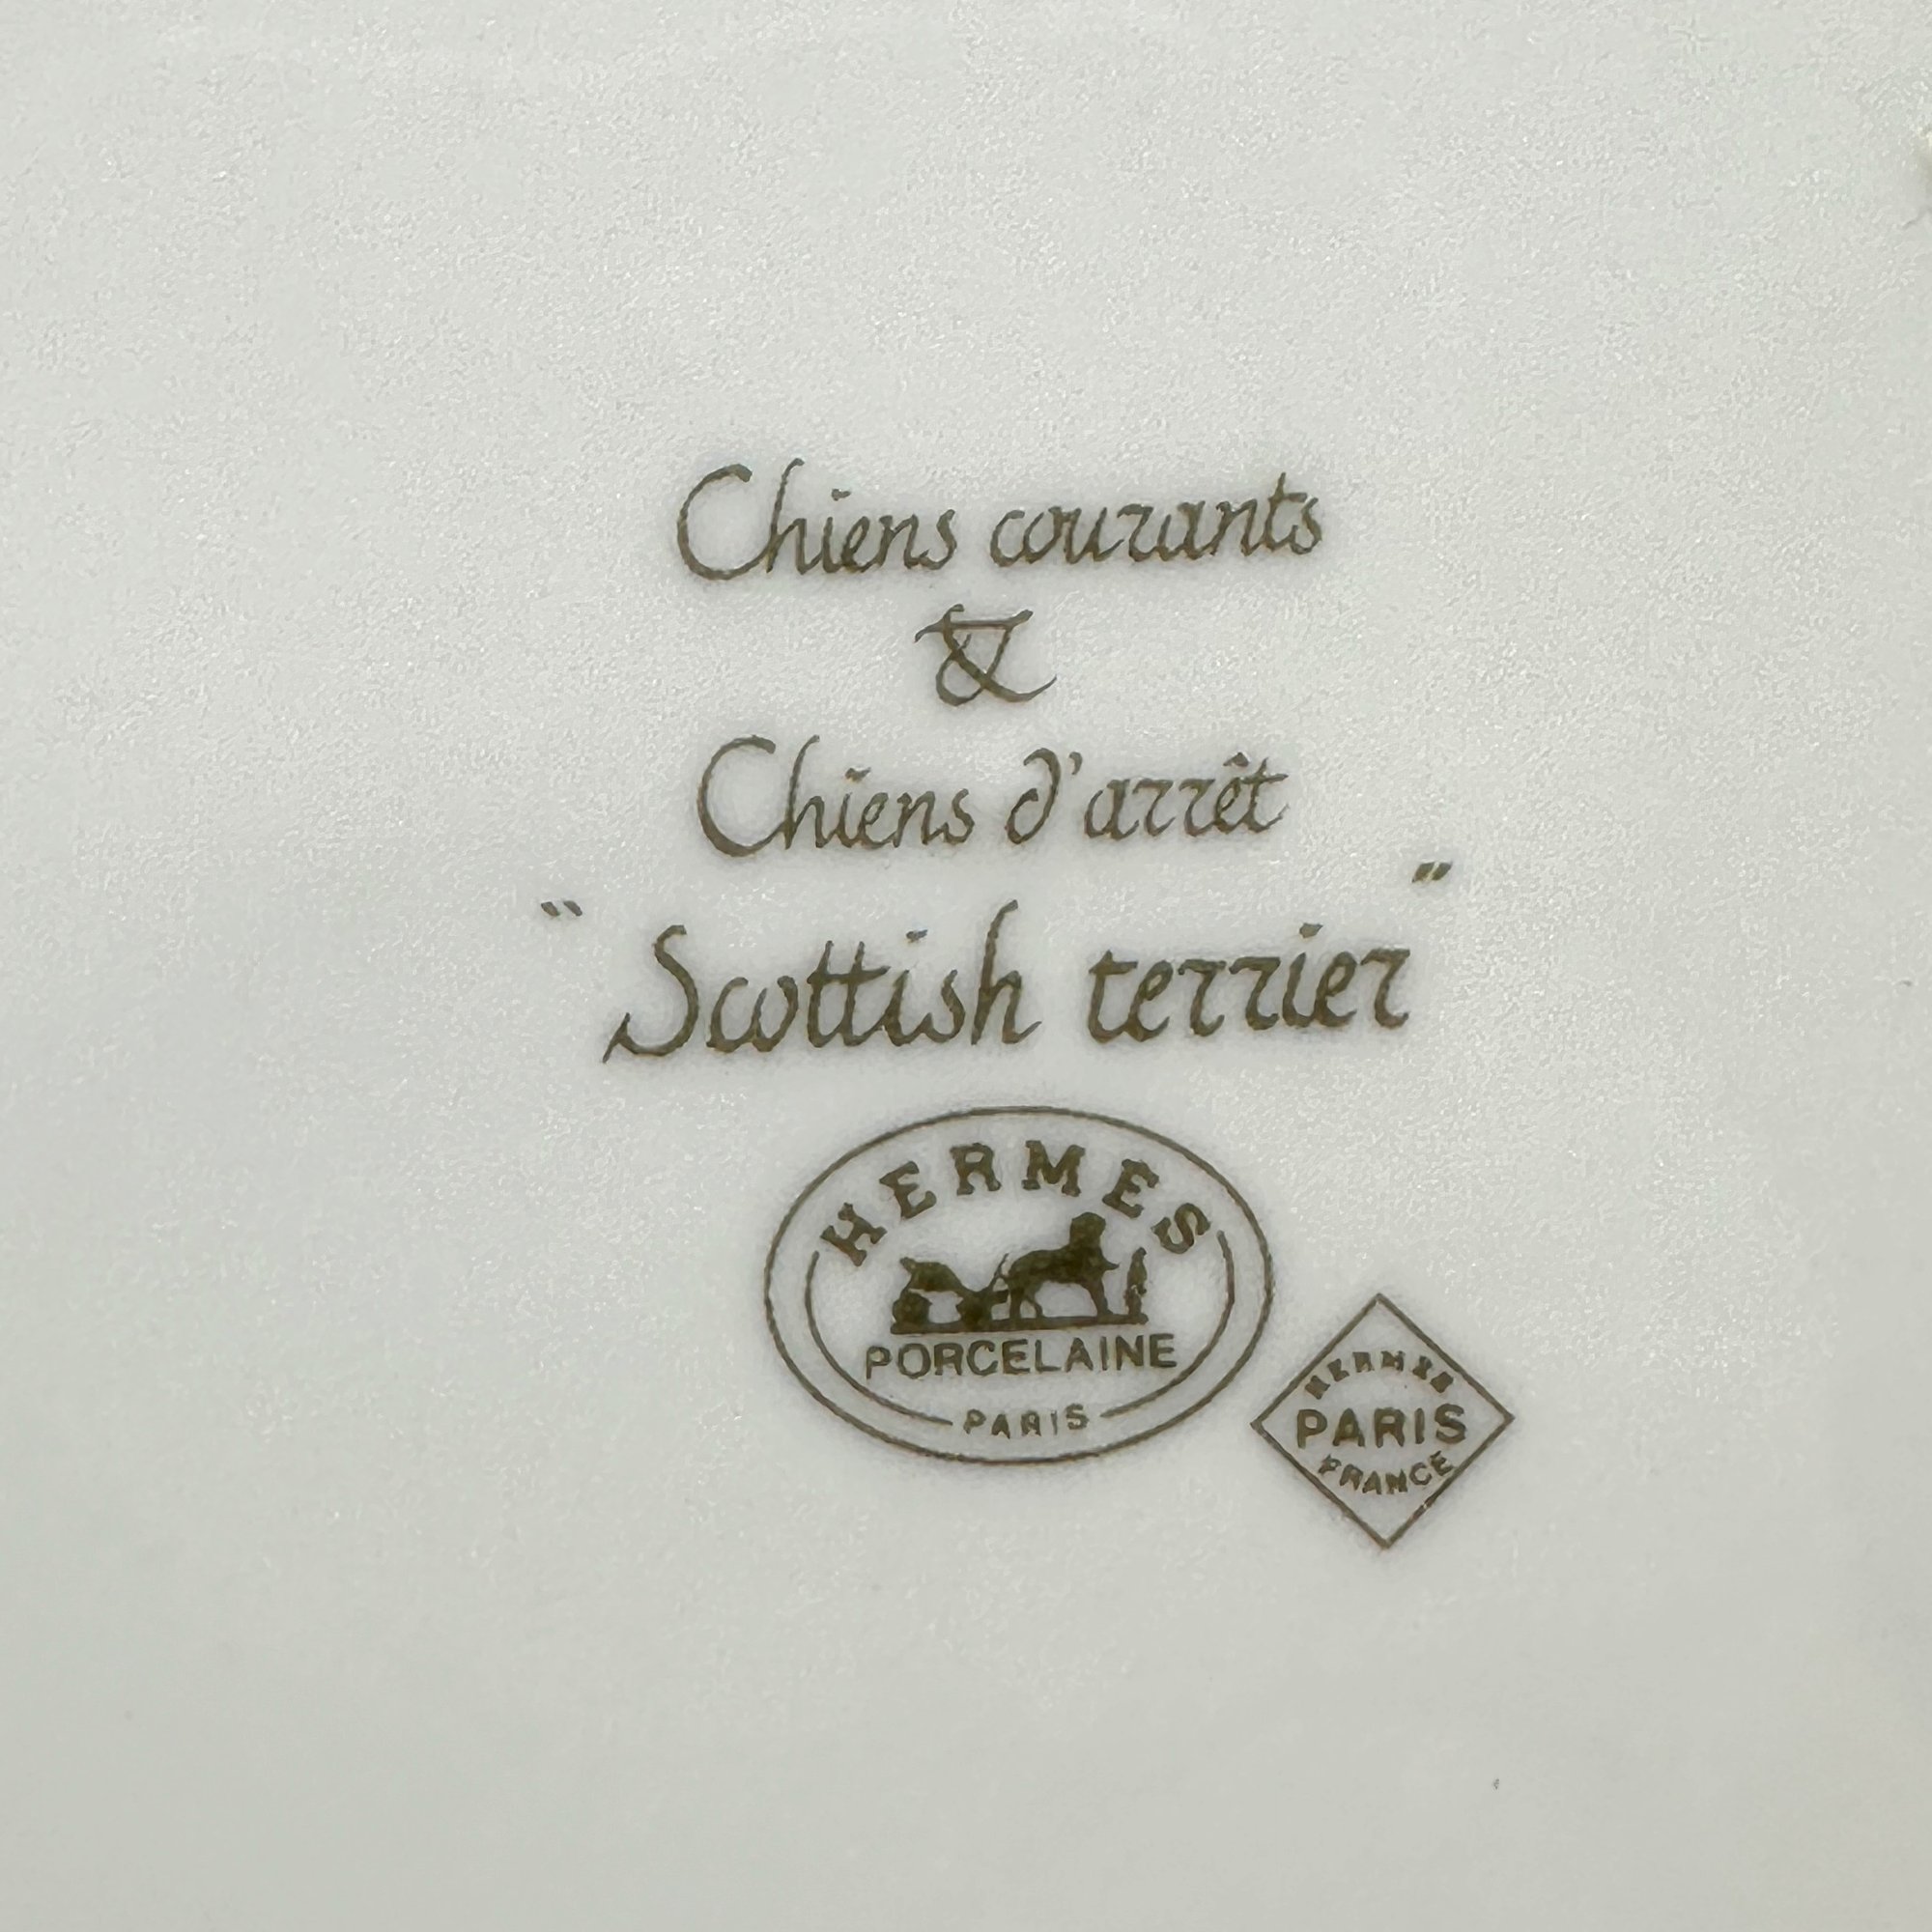 Chiens courants
&
Chiens d'arrêt
"Scottish terrier"
HERMES
PORCELAINE
PARIS
HERMES
PARIS
FRANCE